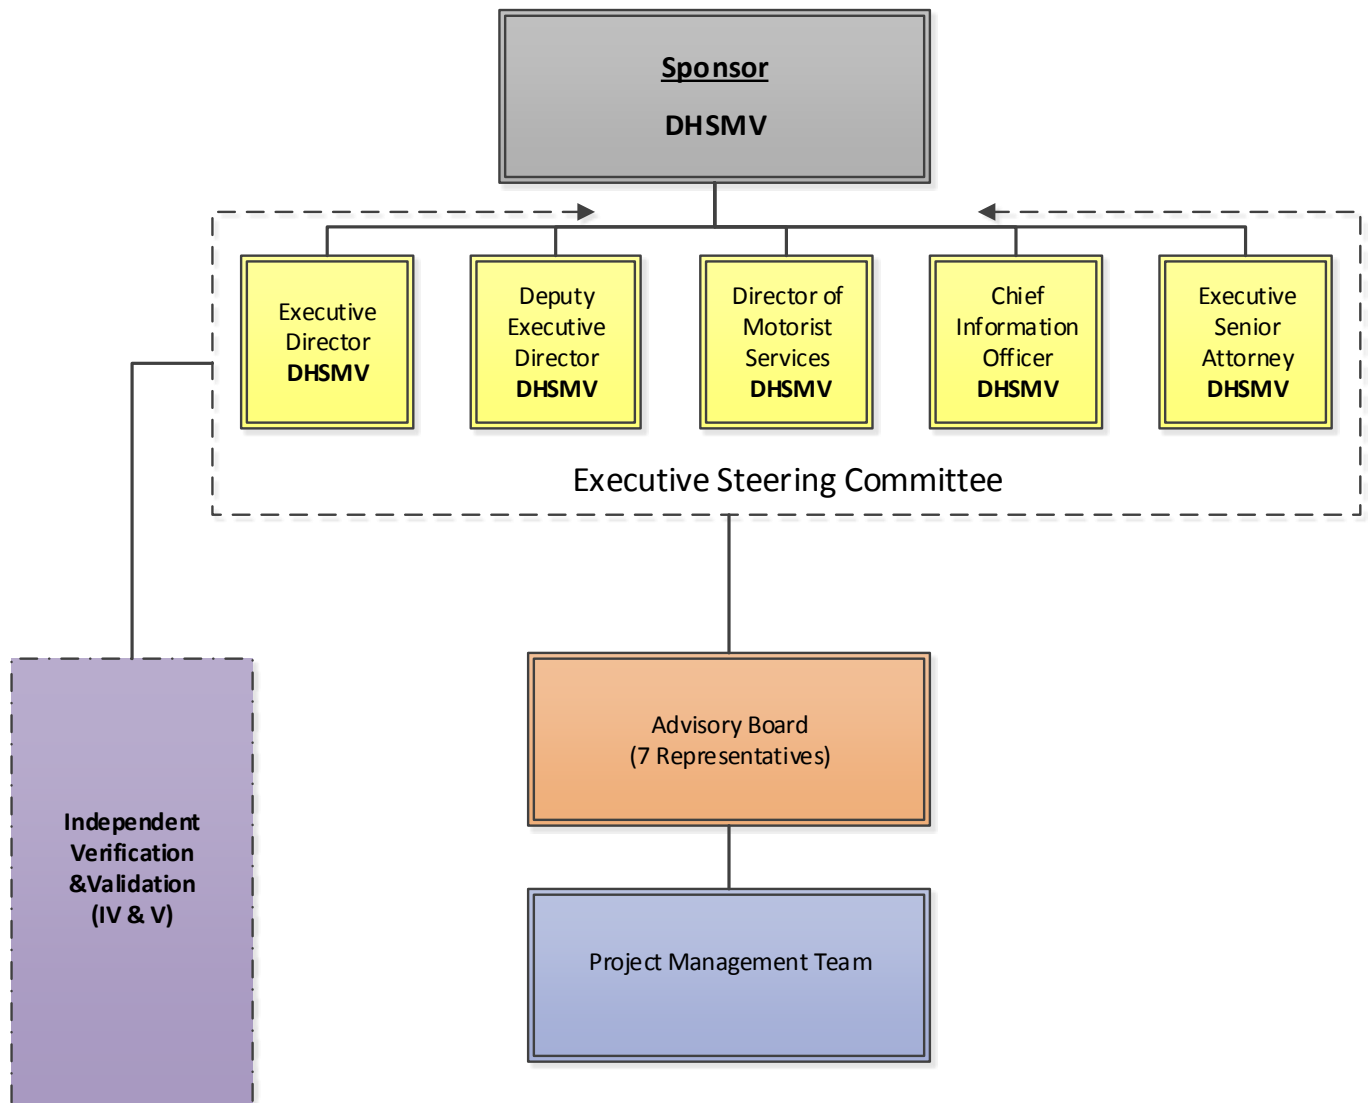 Sponsor
DHSMV
Executive
Director
DHSMV
Deputy
Executive
Director
DHSMV
Director of
Motorist
Services
DHSMV
Chief
Information
Officer
DHSMV
Executive
Senior
Attorney
DHSMV
Executive Steering Committee
Advisory Board
(7 Representatives)
Independent
Verification
&Validation
(IV & V)
Project Management Team